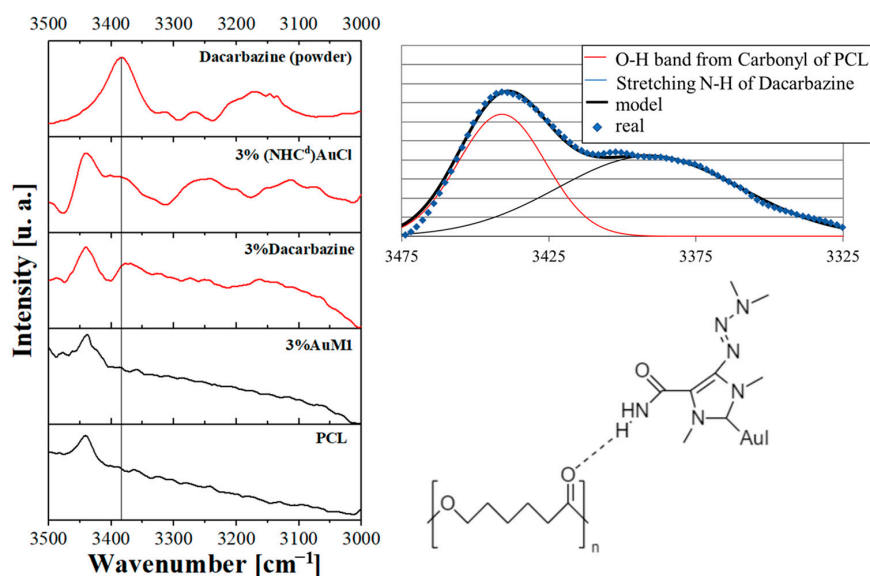 3500 3400 3300 3200 3100 3000
Dacarbazine (powder)
3% (NHCᵈ)AuCl
3%Dacarbazine
3%AuM1
PCL
Intensity [u. a.]
3500 3400 3300 3200 3100 3000
Wavenumber [cm⁻¹]
O-H band from Carbonyl of PCL
Stretching N-H of Dacarbazine
model
real
3475 3425 3375 3325
N
N
N
O
N
HN
N
H
AuI
O
O
n